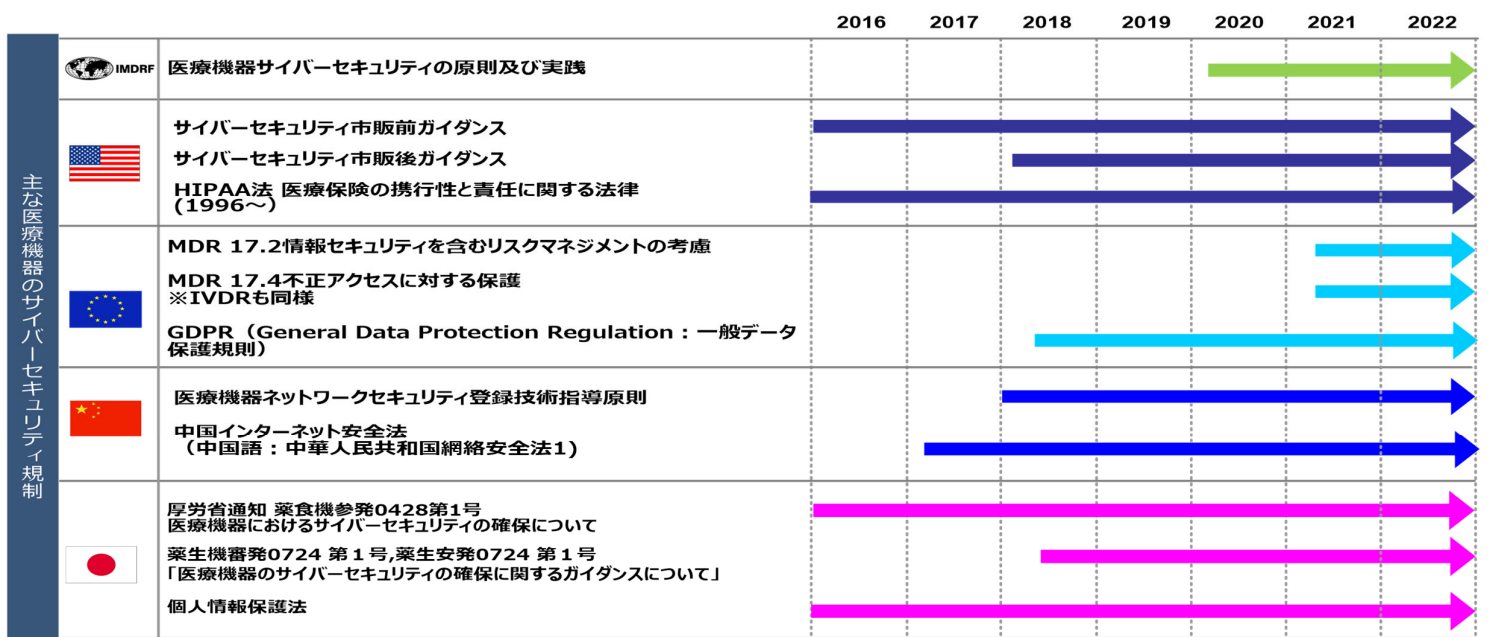 2016 2017 2018 2019 2020 2021 2022
主な医療機器のサイバーセキュリティ規制
IMDRF
医療機器サイバーセキュリティの原則及び実践
サイバーセキュリティ市販前ガイダンス
サイバーセキュリティ市販後ガイダンス
HIPAA法 医療保険の携行性と責任に関する法律
(1996～)
MDR 17.2情報セキュリティを含むリスクマネジメントの考慮
MDR 17.4不正アクセスに対する保護
※IVDRも同様
GDPR（General Data Protection Regulation：一般データ
保護規則）
医療機器ネットワークセキュリティ登録技術指導原則
中国インターネット安全法
（中国語：中華人民共和国網絡安全法1)
厚労省通知 薬食機参発0428第1号
医療機器におけるサイバーセキュリティの確保について
薬生機審発0724 第１号,薬生安発0724 第１号
「医療機器のサイバーセキュリティの確保に関するガイダンスについて」
個人情報保護法